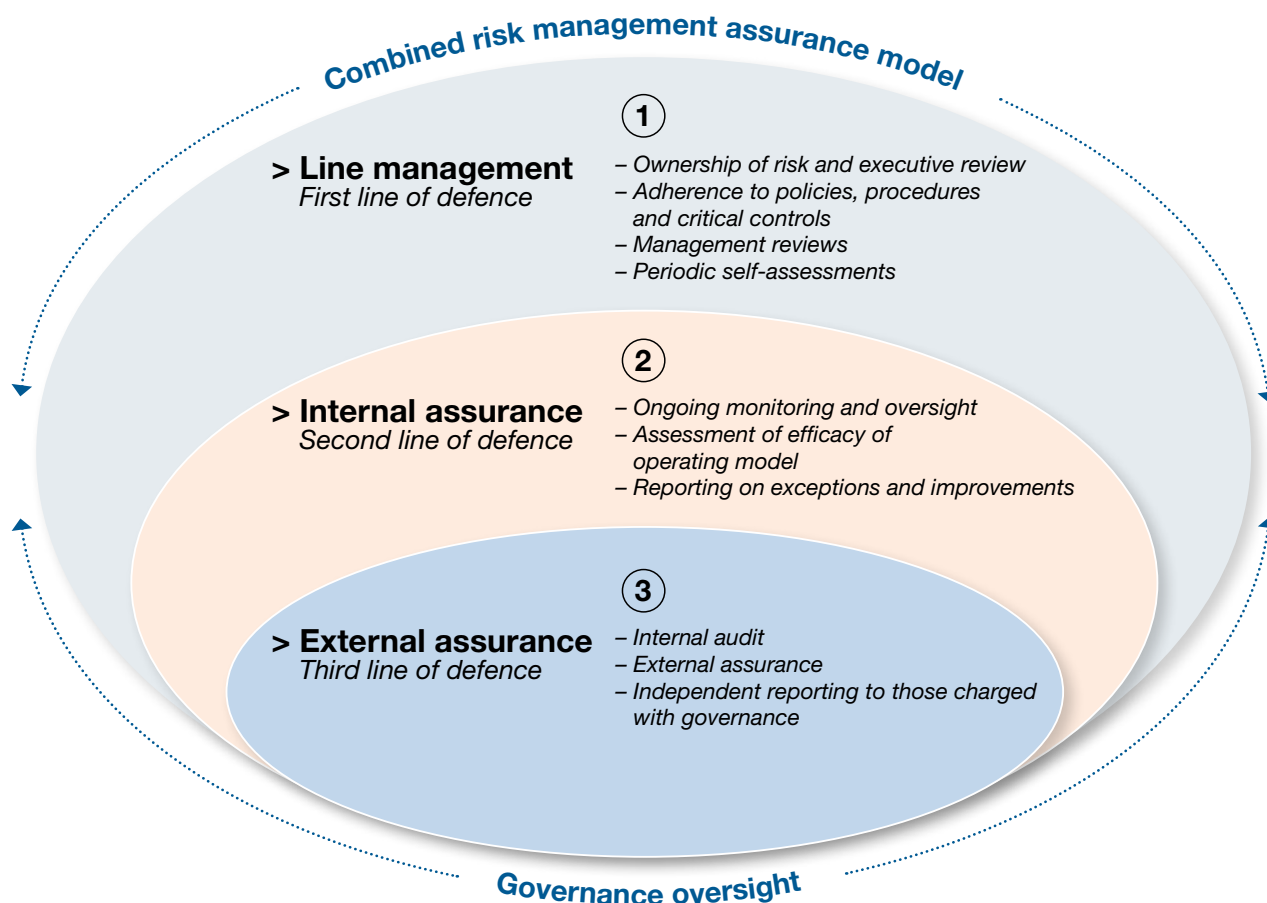 Combined risk management assurance model
1
> Line management
First line of defence
– Ownership of risk and executive review
– Adherence to policies, procedures
and critical controls
– Management reviews
– Periodic self-assessments
2
> Internal assurance
Second line of defence
– Ongoing monitoring and oversight
– Assessment of efficacy of
operating model
– Reporting on exceptions and improvements
3
> External assurance
Third line of defence
– Internal audit
– External assurance
– Independent reporting to those charged
with governance
Governance oversight